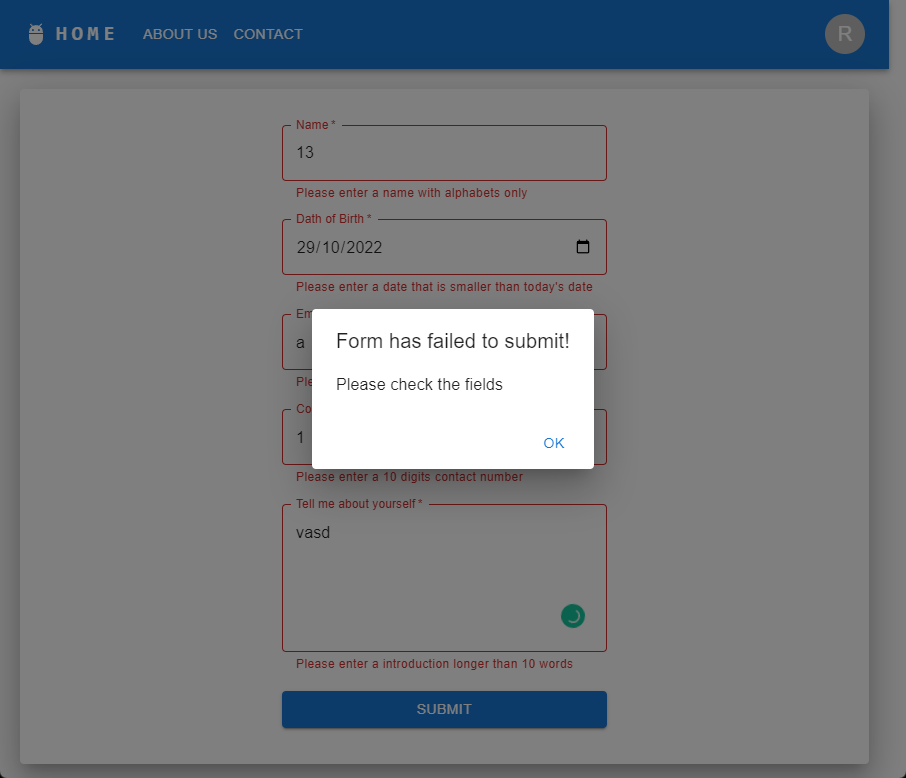 HOME ABOUT US CONTACT R
Name *
13
Please enter a name with alphabets only
Dath of Birth *
29/10/2022
Please enter a date that is smaller than today's date
a
Form has failed to submit!
Please check the fields
OK
1
Please enter a 10 digits contact number
Tell me about yourself *
vasd
Please enter a introduction longer than 10 words
SUBMIT